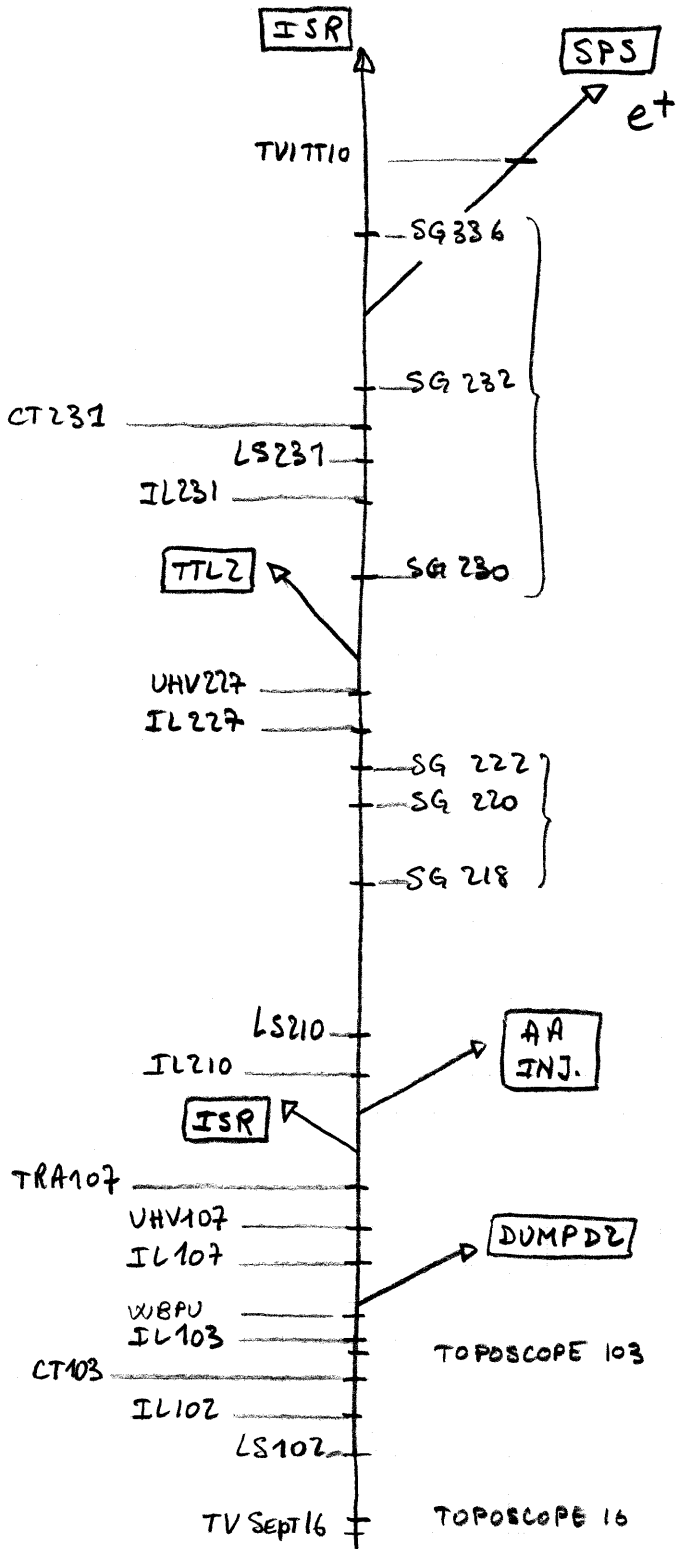 ISR
SPS
e+
TV1TT10
SG336
SG 232
CT231
LS231
IL231
TTL2
SG 230
UHV227
IL227
SG 222
SG 220
SG 218
LS210
AA
INJ.
IL210
ISR
TRA107
UHV107
DUMPD2
IL107
WBPU
IL103
TOPOSCOPE 103
CT103
IL102
LS102
TV SEPT16
TOPOSCOPE 16